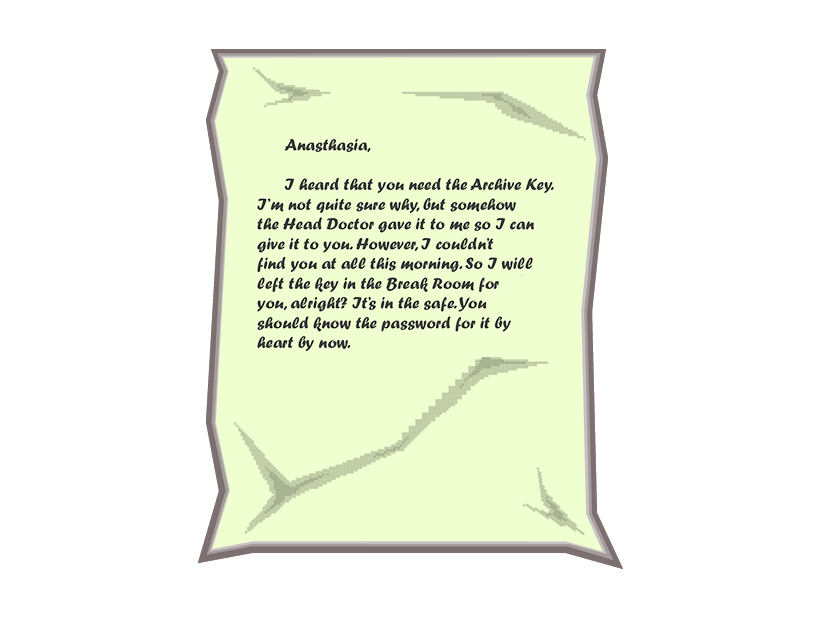 Anasthasia,
I heard that you need the Archive Key.
I'm not quite sure why, but somehow
the Head Doctor gave it to me so I can
give it to you. However, I couldn't
find you at all this morning. So I will
left the key in the Break Room for
you, alright? It's in the safe. You
should know the password for it by
heart by now.